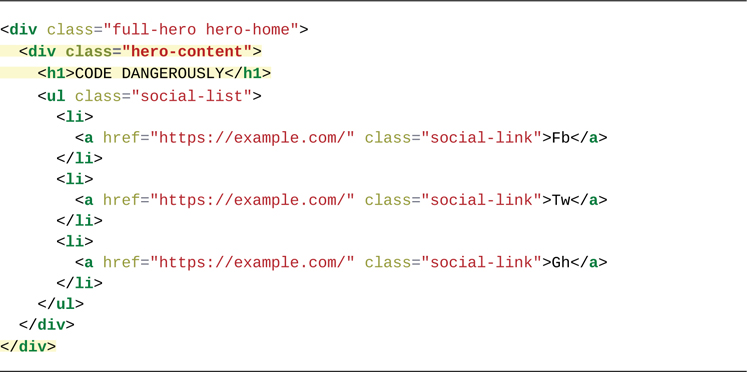 <div class="full-hero hero-home">
  <div class="hero-content">
    <h1>CODE DANGEROUSLY</h1>
    <ul class="social-list">
      <li>
        <a href="https://example.com/" class="social-link">Fb</a>
      </li>
      <li>
        <a href="https://example.com/" class="social-link">Tw</a>
      </li>
      <li>
        <a href="https://example.com/" class="social-link">Gh</a>
      </li>
    </ul>
  </div>
</div>